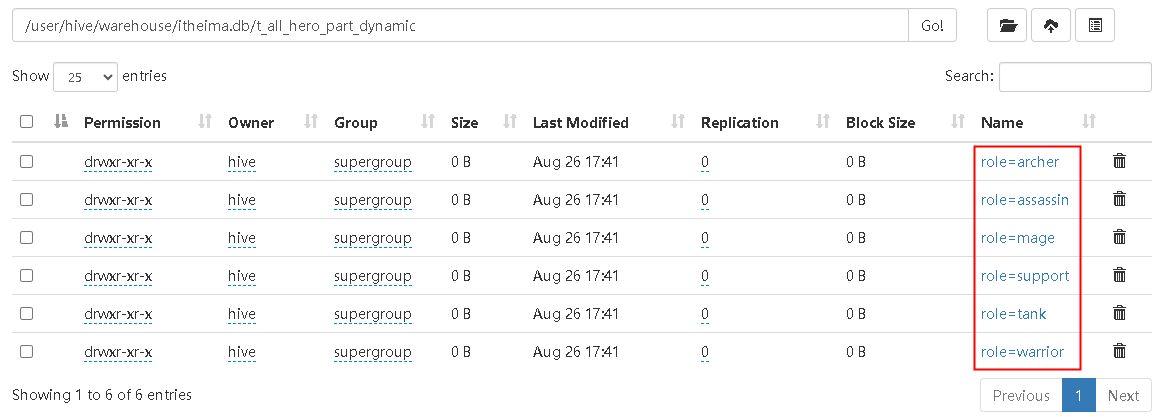 /user/hive/warehouse/itheima.db/t_all_hero_part_dynamic Go!
Show 25 entries Search:
Permission Owner Group Size Last Modified Replication Block Size Name
drwxr-xr-x hive supergroup 0 B Aug 26 17:41 0 0 B role=archer
drwxr-xr-x hive supergroup 0 B Aug 26 17:41 0 0 B role=assassin
drwxr-xr-x hive supergroup 0 B Aug 26 17:41 0 0 B role=mage
drwxr-xr-x hive supergroup 0 B Aug 26 17:41 0 0 B role=support
drwxr-xr-x hive supergroup 0 B Aug 26 17:41 0 0 B role=tank
drwxr-xr-x hive supergroup 0 B Aug 26 17:41 0 0 B role=warrior
Showing 1 to 6 of 6 entries Previous 1 Next